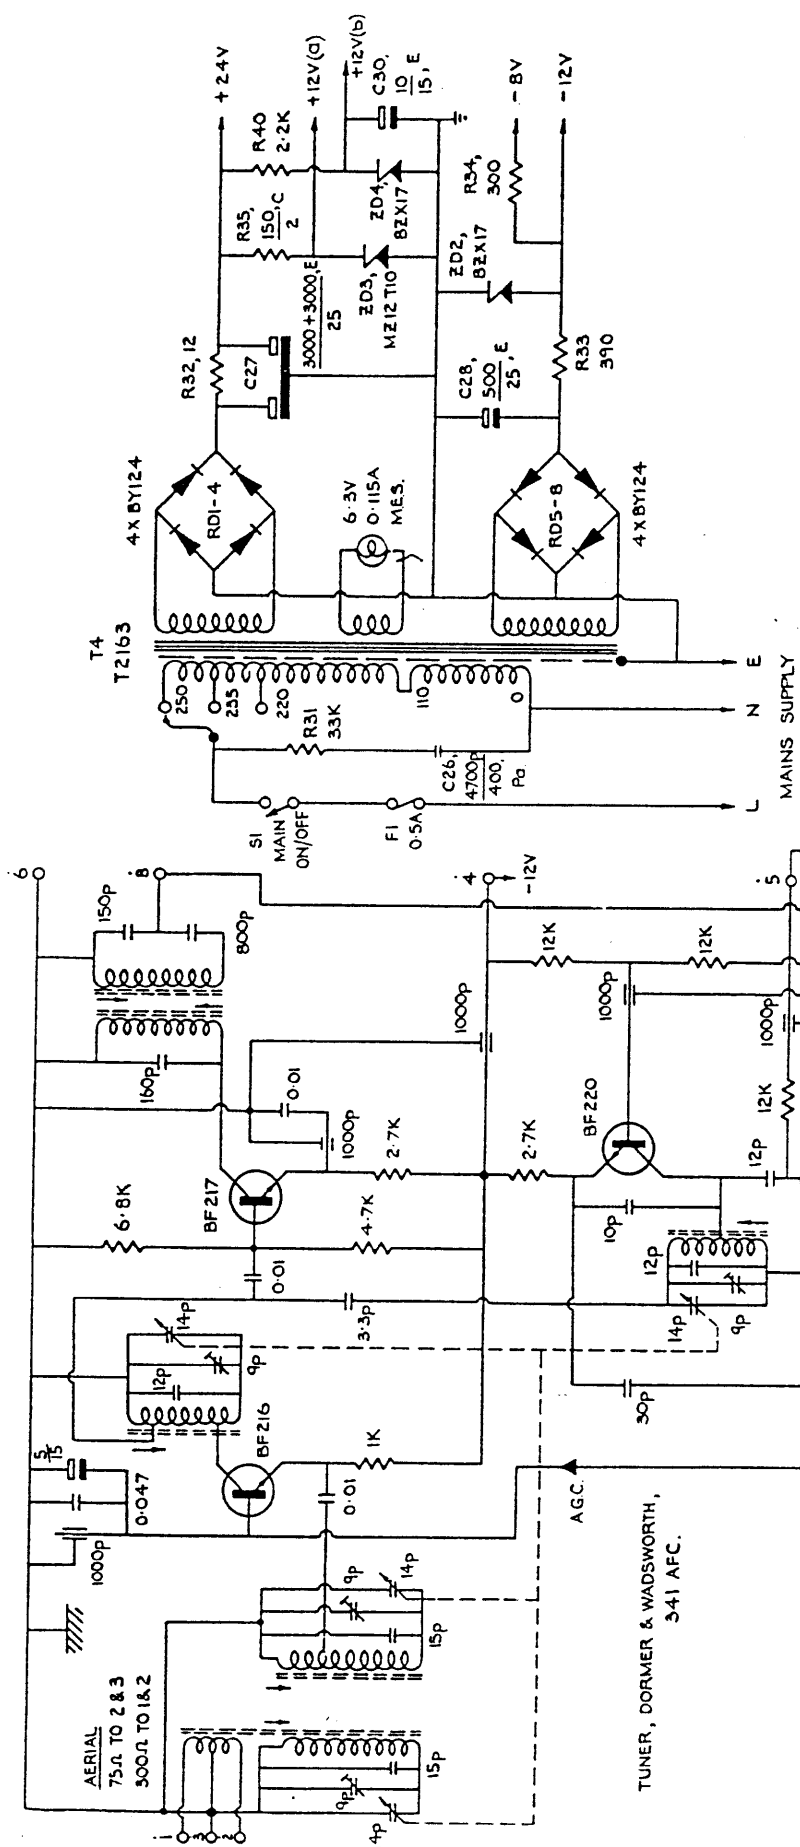 +24V
R40
2·2K
+12V(a)
+12V(b)
C30,
10
15, E
R35,
150, C
2
R32, 12
C27
3000+3000, E
25
ZD3,
MZ12 T10
ZD4,
BZX17
4 X BY124
RD1-4
6·3V
0·115A
M.E.S.
-8V
-12V
R34,
300
ZD2,
BZX17
C28,
500
25, E
R33
390
RD5-8
4 X BY124
T4
T2163
250
235
220
110
0
R31
33K
C26,
4700p
400,
Pa
S1
MAIN
ON/OFF
F1
0·5A
E
N
L
MAINS SUPPLY
6
8
150p
800p
160p
0·01
1000p
1000p
4
-12V
12K
12K
1000p
5
1000p
12K
BF217
6·8K
4·7K
2·7K
2·7K
BF220
12p
10p
12p
14p
9p
0·01
3·3p
30p
14p
12p
9p
BF216
5/15
0·047
1000p
1K
0·01
A.G.C.
9p
14p
15p
AERIAL
75Ω TO 2 & 3
300Ω TO 1 & 2
1
3
2
15p
9p
4p
TUNER, DORMER & WADSWORTH,
341 AFC.